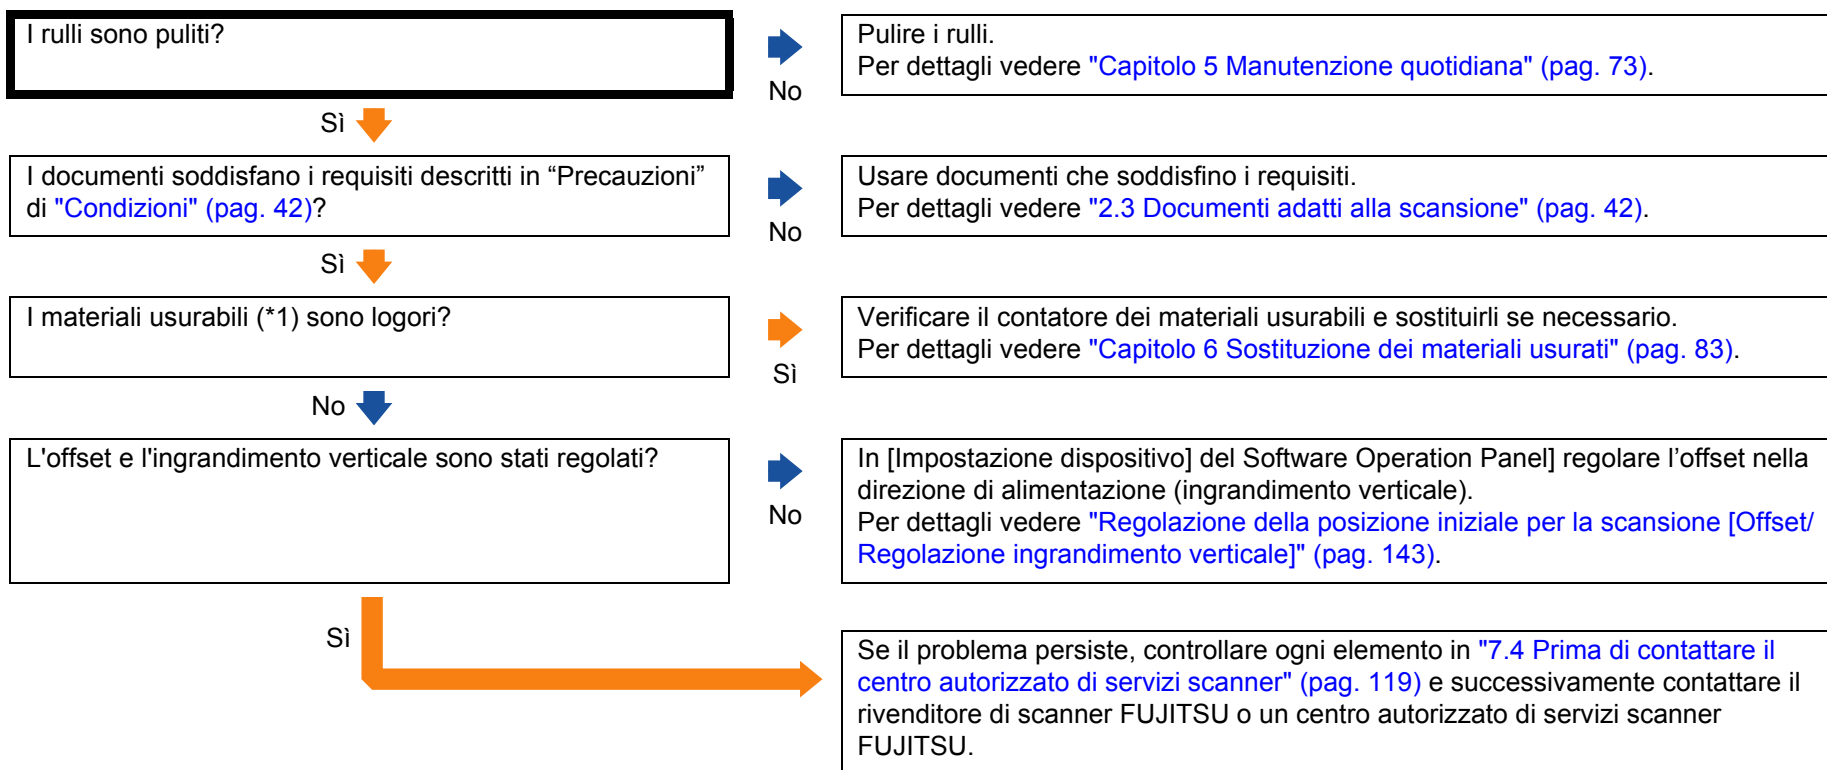 I rulli sono puliti?
No
Pulire i rulli.
Per dettagli vedere "Capitolo 5 Manutenzione quotidiana" (pag. 73).
Sì
I documenti soddisfano i requisiti descritti in “Precauzioni”
di "Condizioni" (pag. 42)?
No
Usare documenti che soddisfino i requisiti.
Per dettagli vedere "2.3 Documenti adatti alla scansione" (pag. 42).
Sì
I materiali usurabili (*1) sono logori?
Sì
Verificare il contatore dei materiali usurabili e sostituirli se necessario.
Per dettagli vedere "Capitolo 6 Sostituzione dei materiali usurati" (pag. 83).
No
L'offset e l'ingrandimento verticale sono stati regolati?
No
In [Impostazione dispositivo] del Software Operation Panel] regolare l’offset nella
direzione di alimentazione (ingrandimento verticale).
Per dettagli vedere "Regolazione della posizione iniziale per la scansione [Offset/
Regolazione ingrandimento verticale]" (pag. 143).
Sì
Se il problema persiste, controllare ogni elemento in "7.4 Prima di contattare il
centro autorizzato di servizi scanner" (pag. 119) e successivamente contattare il
rivenditore di scanner FUJITSU o un centro autorizzato di servizi scanner
FUJITSU.